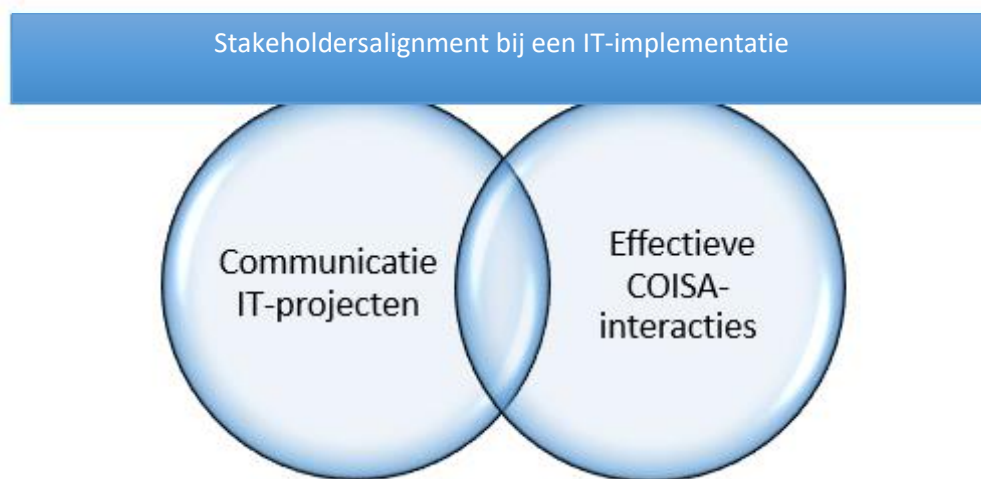 Stakeholdersalignment bij een IT-implementatie
Communicatie
IT-projecten
Effectieve
COISA-
interacties